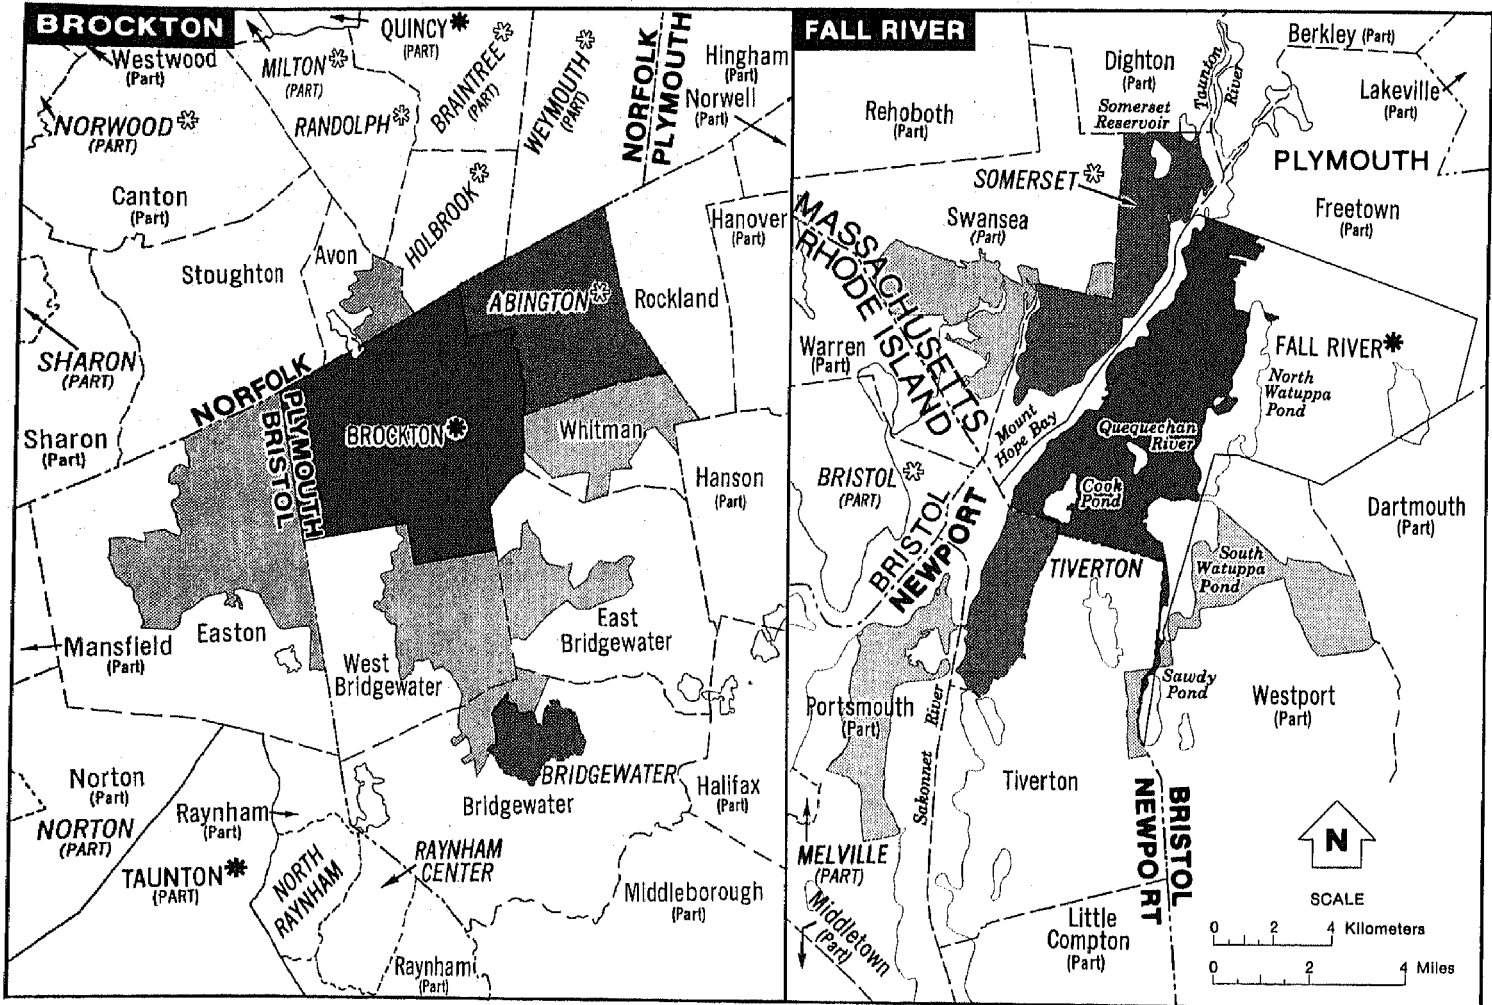 BROCKTON
QUINCY
(PART)
Westwood
(Part)
MILTON
(PART)
BRAINTREE
(PART)
WEYMOUTH
(PART)
NORFOLK
PLYMOUTH
Hingham
(Part)
Norwell
(Part)
NORWOOD
(PART)
RANDOLPH
Canton
(Part)
HOLBROOK
Hanover
(Part)
Avon
Stoughton
ABINGTON
Rockland
SHARON
(PART)
NORFOLK
PLYMOUTH
BRISTOL
Sharon
(Part)
BROCKTON
Whitman
Hanson
(Part)
Mansfield
(Part)
Easton
West
Bridgewater
East
Bridgewater
Norton
(Part)
BRIDGEWATER
Bridgewater
Halifax
(Part)
Raynham
(Part)
NORTON
(PART)
TAUNTON
(PART)
NORTH
RAYNHAM
RAYNHAM
CENTER
Middleborough
(Part)
Raynham
(Part)
FALL RIVER
Berkley (Part)
Dighton
(Part)
Taunton
River
Lakeville
(Part)
Rehoboth
(Part)
Somerset
Reservoir
PLYMOUTH
SOMERSET
Swansea
(Part)
Freetown
(Part)
MASSACHUSETTS
RHODE ISLAND
Warren
(Part)
FALL RIVER
North
Watuppa
Pond
Mount
Hope Bay
Quequechan
River
BRISTOL
(PART)
Cook
Pond
Dartmouth
(Part)
BRISTOL
NEWPORT
TIVERTON
South
Watuppa
Pond
Sawdy
Pond
Westport
(Part)
Portsmouth
(Part)
Sakonnet
River
Tiverton
BRISTOL
NEWPORT
MELVILLE
(PART)
Middletown
(Part)
Little
Compton
(Part)
N
SCALE
0 2 4 Kilometers
0 2 4 Miles